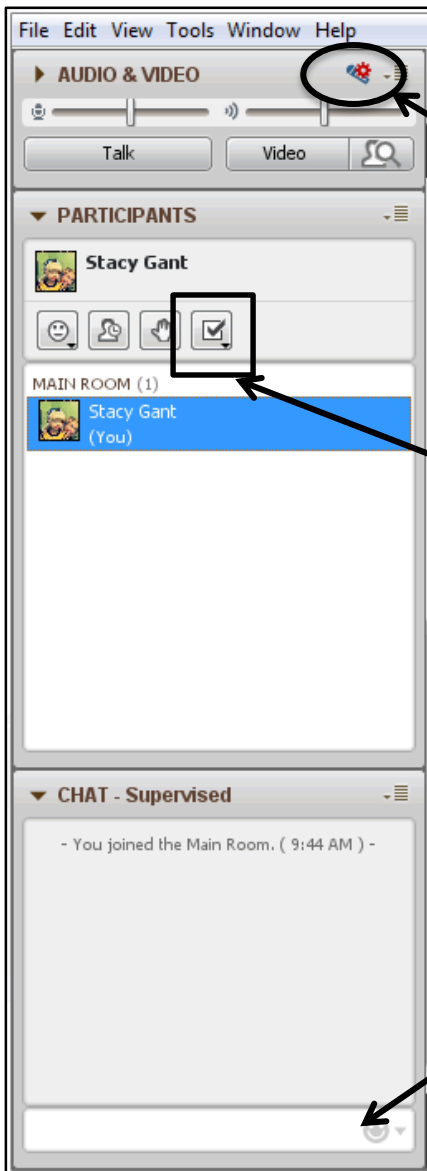 File Edit View Tools Window Help
AUDIO & VIDEO
Talk Video
PARTICIPANTS
Stacy Gant
MAIN ROOM (1)
Stacy Gant
(You)
CHAT - Supervised
- You joined the Main Room. ( 9:44 AM ) -